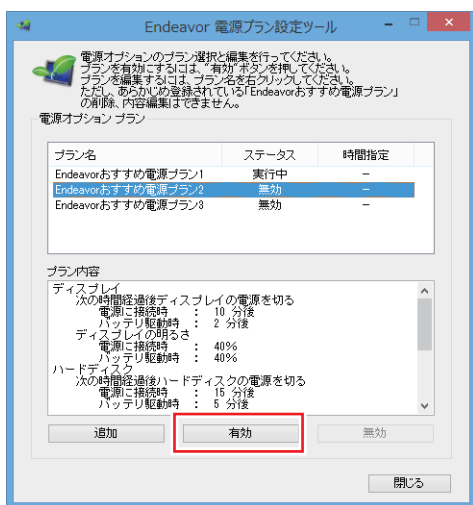 Endeavor 電源プラン設定ツール
電源オプションのプラン選択と編集を行ってください。
プランを有効にするには、“有効”ボタンを押してください。
プランを編集するには、プラン名を右クリックしてください。
ただし、あらかじめ登録されている「Endeavorおすすめ電源プラン」
の削除、内容編集はできません。
電源オプション プラン
プラン名 ステータス 時間指定
Endeavorおすすめ電源プラン1 実行中 −
Endeavorおすすめ電源プラン2 無効 −
Endeavorおすすめ電源プラン3 無効 −
プラン内容
ディスプレイ
次の時間経過後ディスプレイの電源を切る
電源に接続時 : 10 分後
バッテリ駆動時 : 2 分後
ディスプレイの明るさ
電源に接続時 : 40%
バッテリ駆動時 : 40%
ハードディスク
次の時間経過後ハードディスクの電源を切る
電源に接続時 : 15 分後
バッテリ駆動時 : 5 分後
追加 有効 無効
閉じる